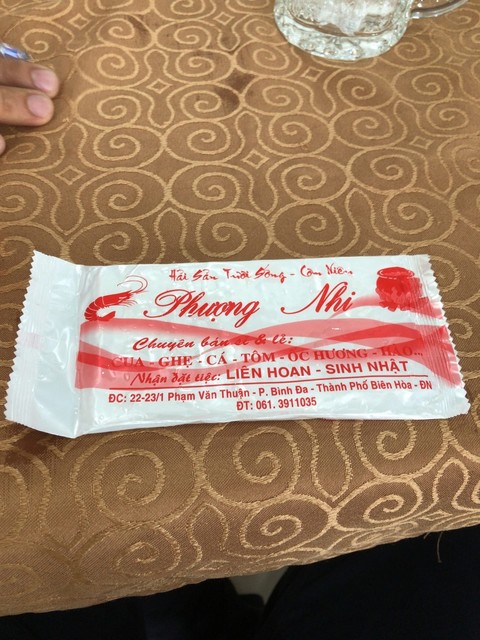 Hải Sản Tươi Sống - Cơm Niêu
Phượng Nhi
Chuyên bán sỉ & lẻ:
CUA - GHẸ - CÁ - TÔM - ỐC HƯƠNG - HÀO...
Nhận đặt tiệc: LIÊN HOAN - SINH NHẬT
ĐC: 22-23/1 Phạm Văn Thuận - P. Bình Đa - Thành Phố Biên Hòa - ĐN
ĐT: 061. 3911035